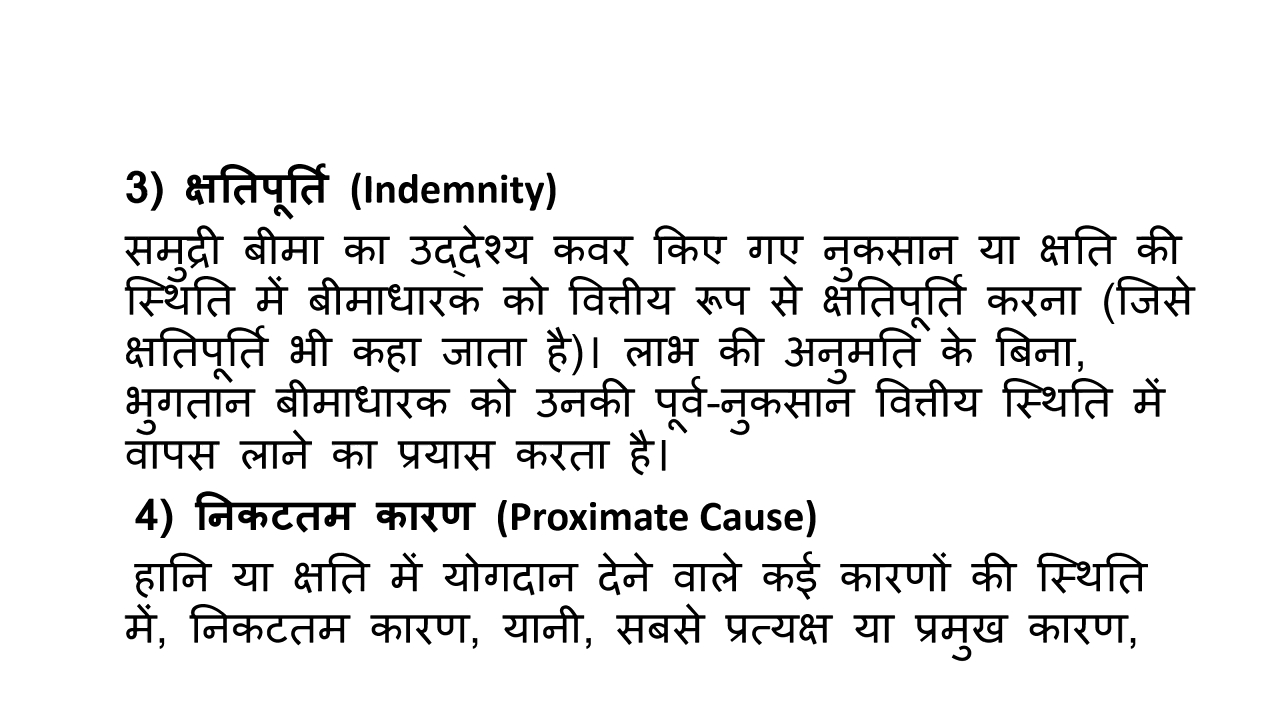 3) क्षतिपूर्ति (Indemnity)
समुद्री बीमा का उद्देश्य कवर किए गए नुकसान या क्षति की
स्थिति में बीमाधारक को वित्तीय रूप से क्षतिपूर्ति करना (जिसे
क्षतिपूर्ति भी कहा जाता है)। लाभ की अनुमति के बिना,
भुगतान बीमाधारक को उनकी पूर्व-नुकसान वित्तीय स्थिति में
वापस लाने का प्रयास करता है।
4) निकटतम कारण (Proximate Cause)
हानि या क्षति में योगदान देने वाले कई कारणों की स्थिति
में, निकटतम कारण, यानी, सबसे प्रत्यक्ष या प्रमुख कारण,